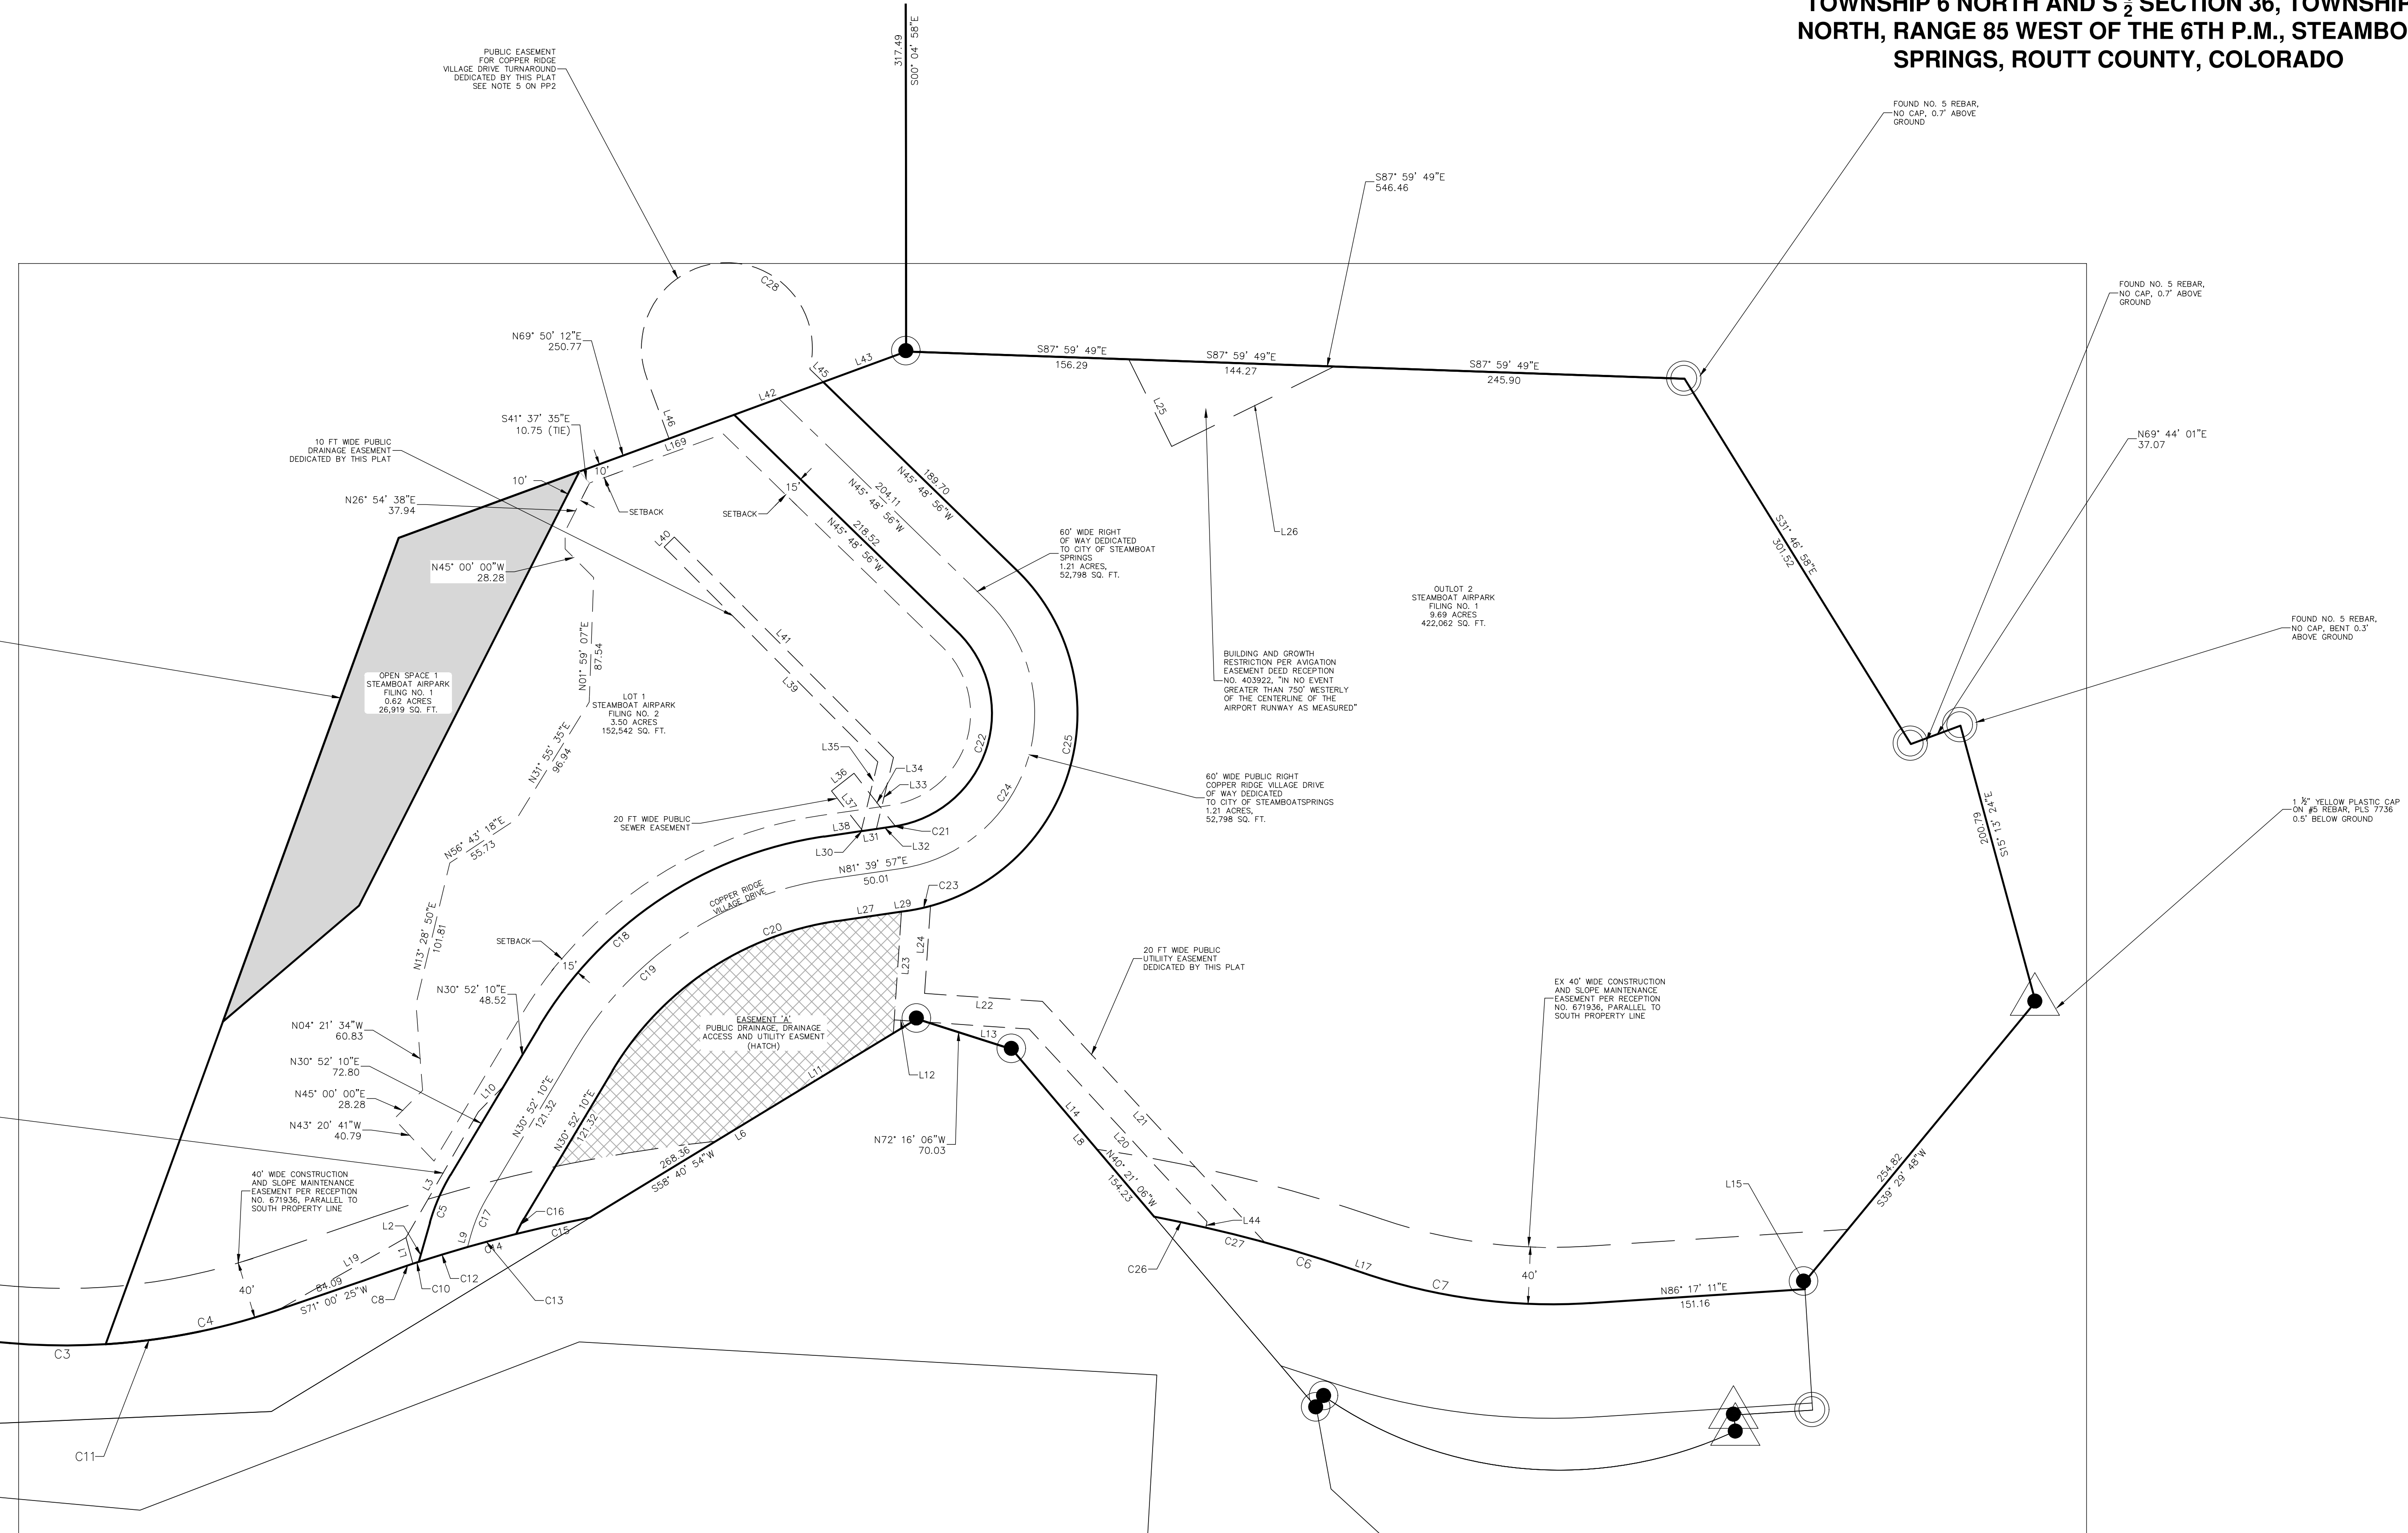 TOWNSHIP 6 NORTH AND S 1/2 SECTION 36, TOWNSHIP
NORTH, RANGE 85 WEST OF THE 6TH P.M., STEAMBO
SPRINGS, ROUTT COUNTY, COLORADO
317.49
S00° 04' 58"E
PUBLIC EASEMENT
FOR COPPER RIDGE
VILLAGE DRIVE TURNAROUND
DEDICATED BY THIS PLAT
SEE NOTE 5 ON PP2
FOUND NO. 5 REBAR,
NO CAP, 0.7' ABOVE
GROUND
S87° 59' 49"E
546.46
FOUND NO. 5 REBAR,
NO CAP, 0.7' ABOVE
GROUND
C28
N69° 50' 12"E
250.77
L43
L45
L42
L46
L169
S87° 59' 49"E
156.29
S87° 59' 49"E
144.27
S87° 59' 49"E
245.90
L25
L26
S41° 37' 35"E
10.75 (TIE)
10 FT WIDE PUBLIC
DRAINAGE EASEMENT
DEDICATED BY THIS PLAT
10'
10'
N26° 54' 38"E
37.94
SETBACK
SETBACK
15'
N69° 44' 01"E
37.07
189.70
N45° 48' 56"W
204.11
N45° 48' 56"W
218.52
N45° 48' 56"W
N45° 00' 00"W
28.28
L40
60' WIDE RIGHT
OF WAY DEDICATED
TO CITY OF STEAMBOAT
SPRINGS
1.21 ACRES,
52,798 SQ. FT.
S31° 46' 58"E
301.52
OUTLOT 2
STEAMBOAT AIRPARK
FILING NO. 1
9.69 ACRES
422,062 SQ. FT.
FOUND NO. 5 REBAR,
NO CAP, BENT 0.3'
ABOVE GROUND
BUILDING AND GROWTH
RESTRICTION PER AVIGATION
EASEMENT DEED RECEPTION
NO. 403922, "IN NO EVENT
GREATER THAN 750' WESTERLY
OF THE CENTERLINE OF THE
AIRPORT RUNWAY AS MEASURED"
OPEN SPACE 1
STEAMBOAT AIRPARK
FILING NO. 1
0.62 ACRES
26,919 SQ. FT.
N01° 59' 07"E
87.54
LOT 1
STEAMBOAT AIRPARK
FILING NO. 2
3.50 ACRES
152,542 SQ. FT.
L41
L39
N31° 55' 35"E
96.94
L35
L34
L33
L36
L37
C22
C25
C24
60' WIDE PUBLIC RIGHT
COPPER RIDGE VILLAGE DRIVE
OF WAY DEDICATED
TO CITY OF STEAMBOATSPRINGS
1.21 ACRES,
52,798 SQ. FT.
1 ½" YELLOW PLASTIC CAP
ON #5 REBAR, PLS 7736
0.5' BELOW GROUND
S15° 13' 24"E
200.79
20 FT WIDE PUBLIC
SEWER EASEMENT
L38
L31
L30
L32
C21
N56° 43' 18"E
55.73
N81° 39' 57"E
50.01
COPPER RIDGE
VILLAGE DRIVE
C23
L27
L29
C20
C18
C19
SETBACK
15'
N13° 28' 50"E
101.81
L23
L24
L22
20 FT WIDE PUBLIC
UTILIITY EASEMENT
DEDICATED BY THIS PLAT
EX 40' WIDE CONSTRUCTION
AND SLOPE MAINTENANCE
EASEMENT PER RECEPTION
NO. 671936, PARALLEL TO
SOUTH PROPERTY LINE
N30° 52' 10"E
48.52
EASEMENT 'A'
PUBLIC DRAINAGE, DRAINAGE
ACCESS AND UTILITY EASMENT
(HATCH)
N04° 21' 34"W
60.83
N30° 52' 10"E
72.80
N45° 00' 00"E
28.28
N43° 20' 41"W
40.79
L10
L13
L12
L11
L14
L8
L20
L21
N30° 52' 10"E
121.32
N30° 52' 10"E
121.32
L6
268.36
S58° 40' 54"W
N72° 16' 06"W
70.03
N40° 21' 06"W
154.23
254.82
S39° 29' 48"W
40' WIDE CONSTRUCTION
AND SLOPE MAINTENANCE
EASEMENT PER RECEPTION
NO. 671936, PARALLEL TO
SOUTH PROPERTY LINE
L3
C5
L2
L1
L9
C17
C16
C15
C14
C12
C13
C10
C8
L19
84.09
S71° 00' 25"W
40'
C4
C3
C11
L15
L44
C27
C26
C6
L17
C7
40'
N86° 17' 11"E
151.16